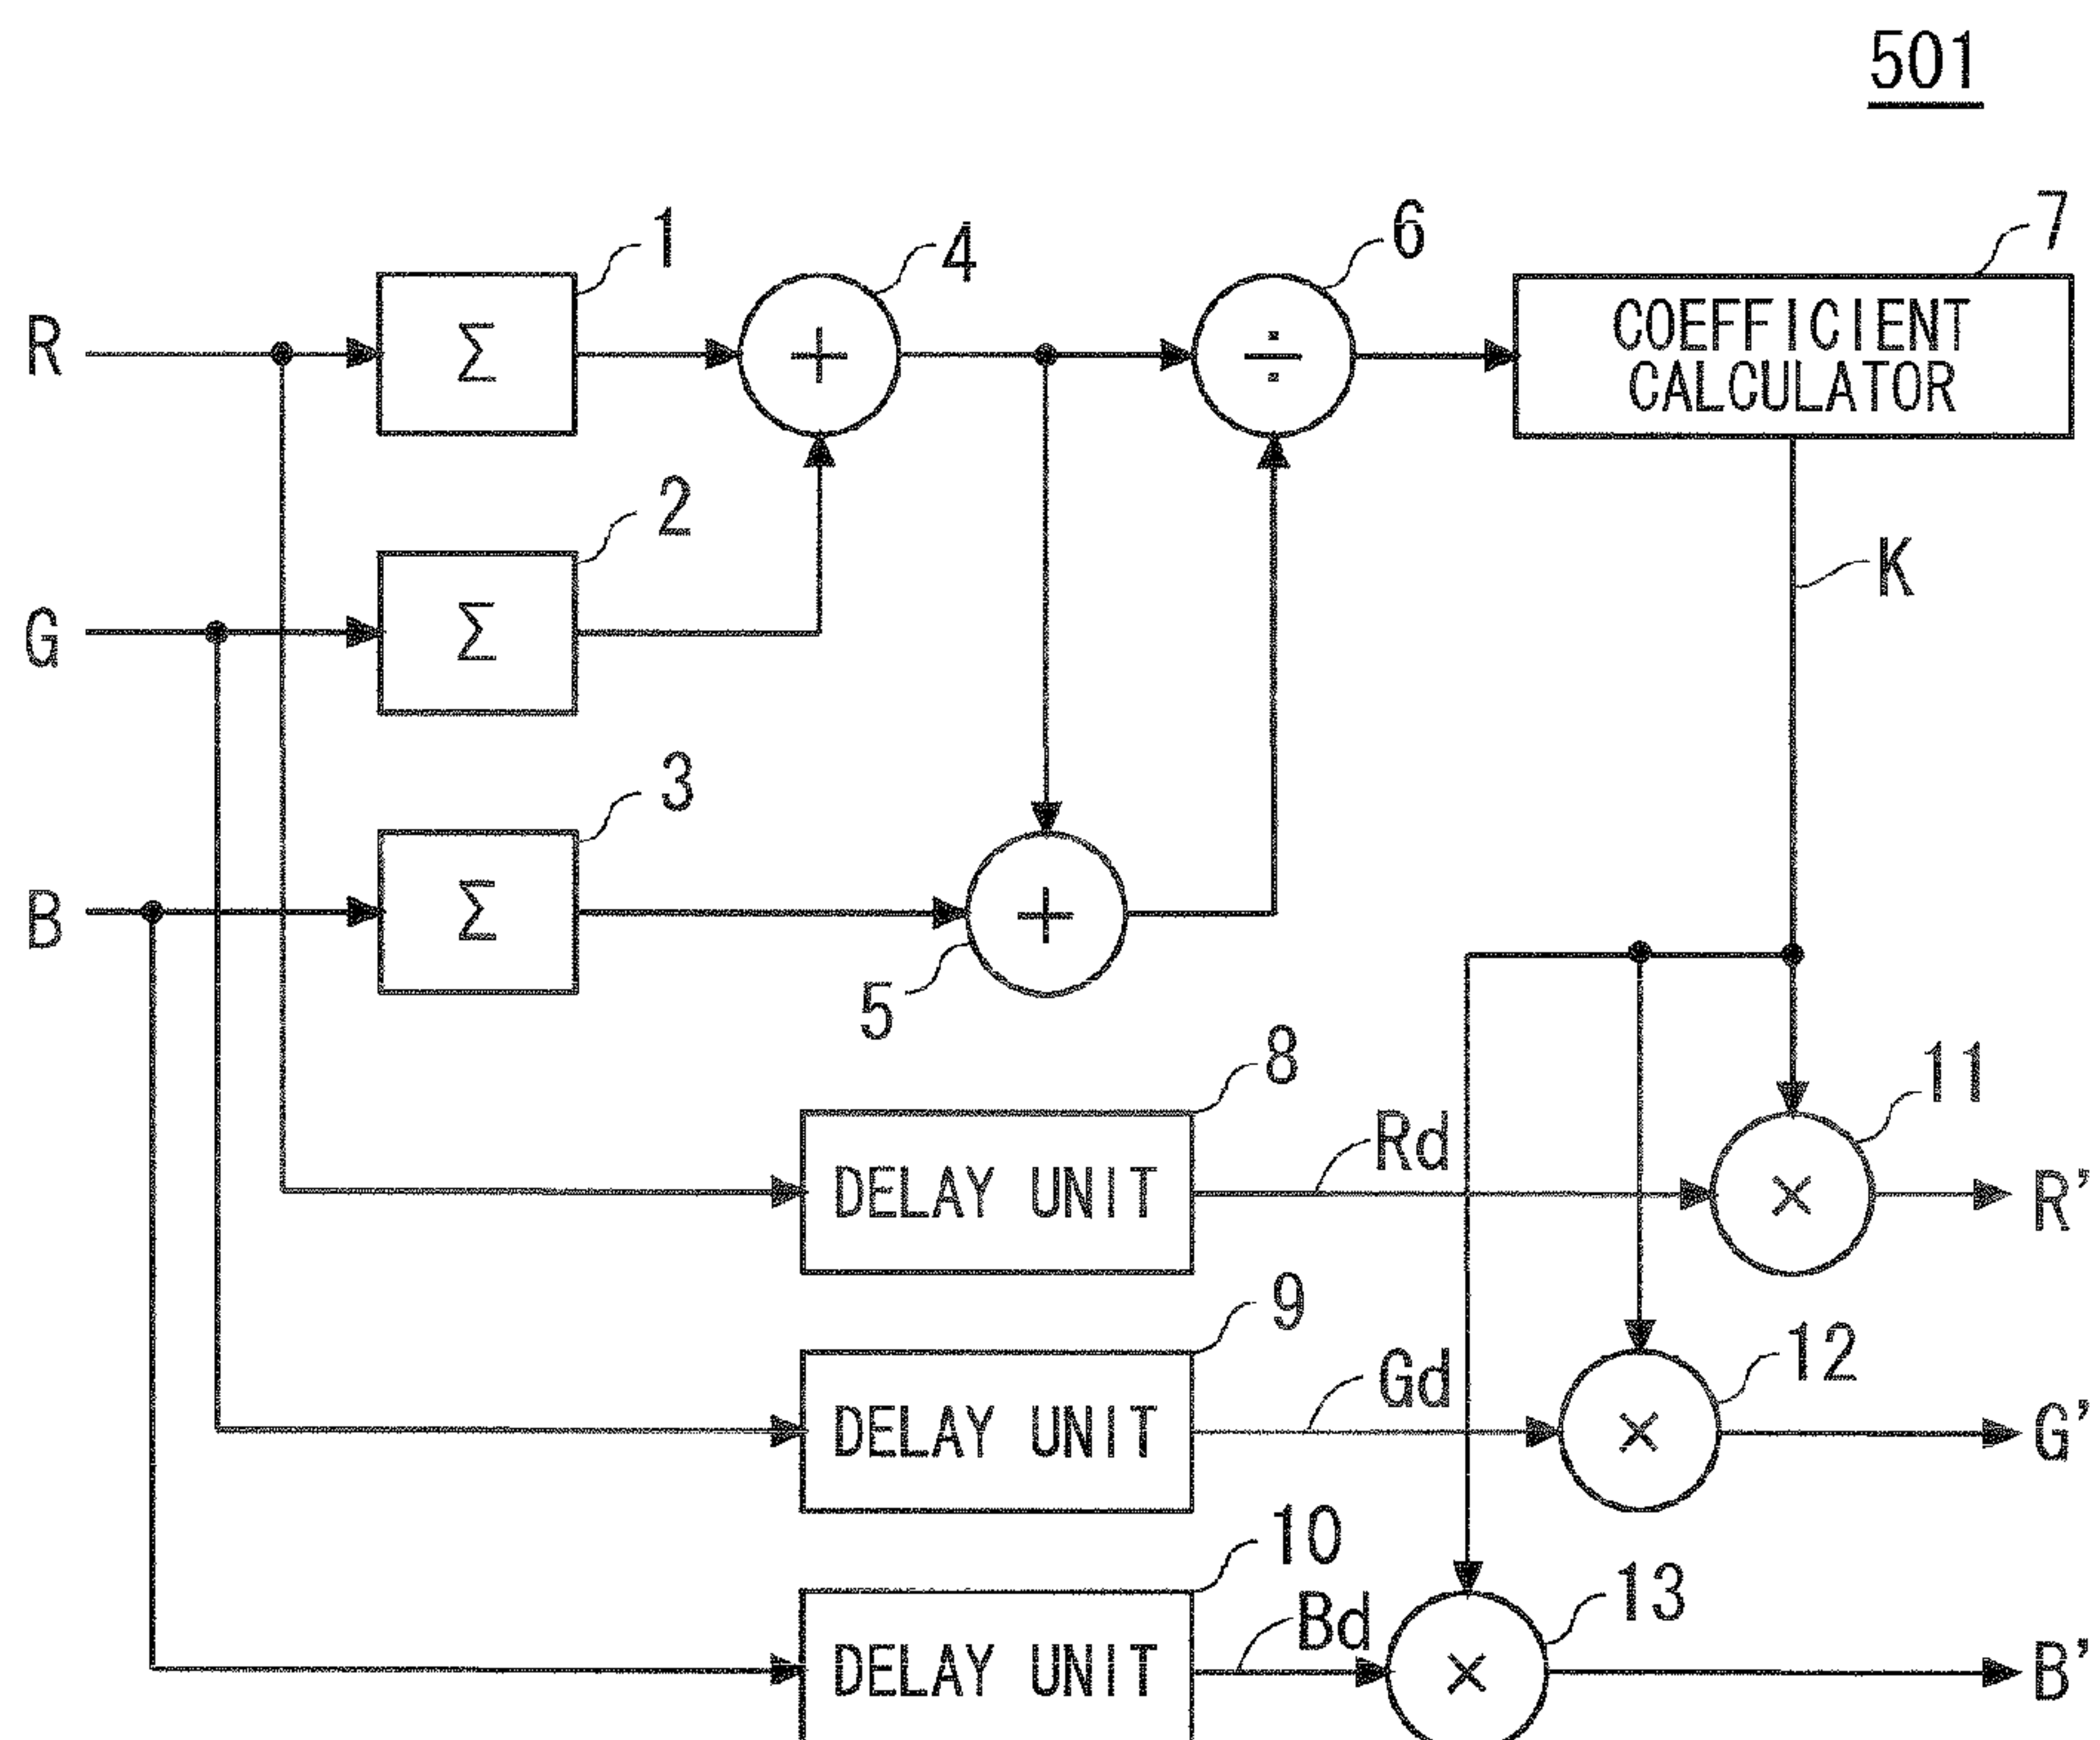 501
1
4
6
7
R
Σ
+
÷
COEFFICIENT
CALCULATOR
2
K
G
Σ
3
B
Σ
+
5
8
11
Rd
DELAY UNIT
×
R'
9
12
Gd
DELAY UNIT
×
G'
10
13
Bd
DELAY UNIT
×
B'